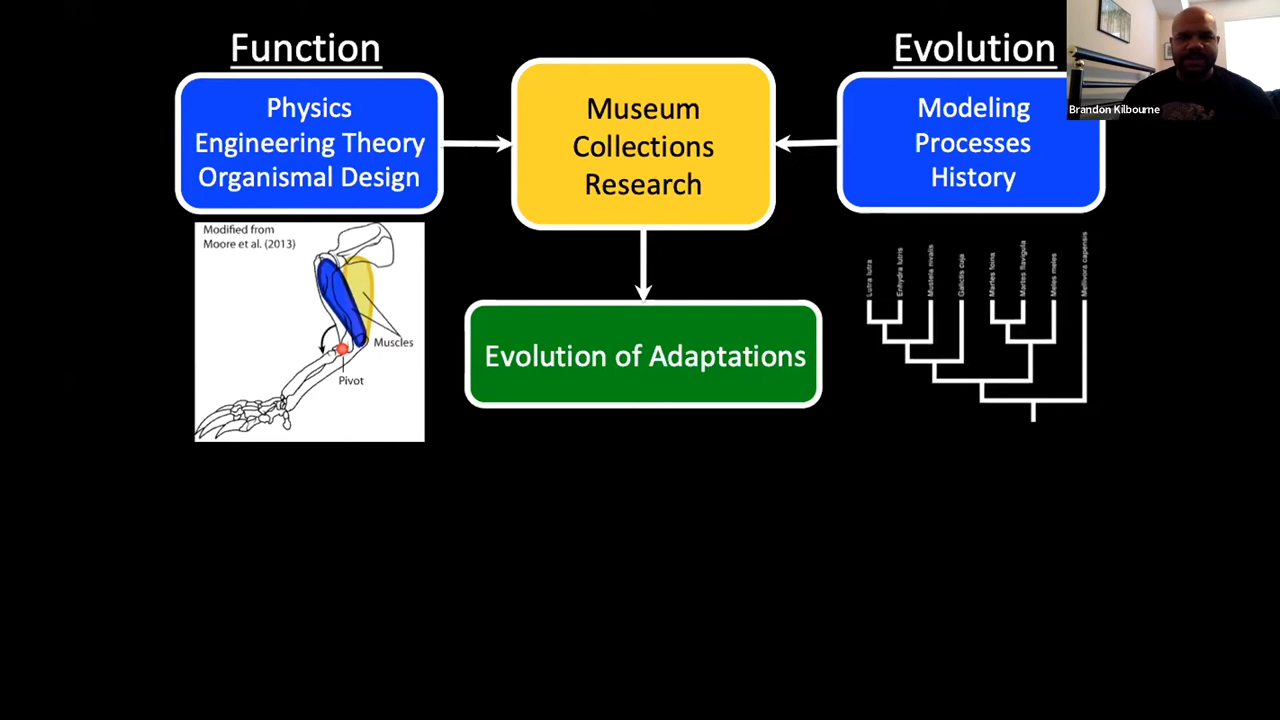 Function
Physics
Engineering Theory
Organismal Design
Modified from
Moore et al. (2013)
Muscles
Pivot
Museum
Collections
Research
Evolution of Adaptations
Evolution
Modeling
Processes
History
Lutra lutra
Enhydra lutris
Mustela nivalis
Galictis cuja
Martes foina
Martes flavigula
Meles meles
Mellivora capensis
Brandon Kilbourne